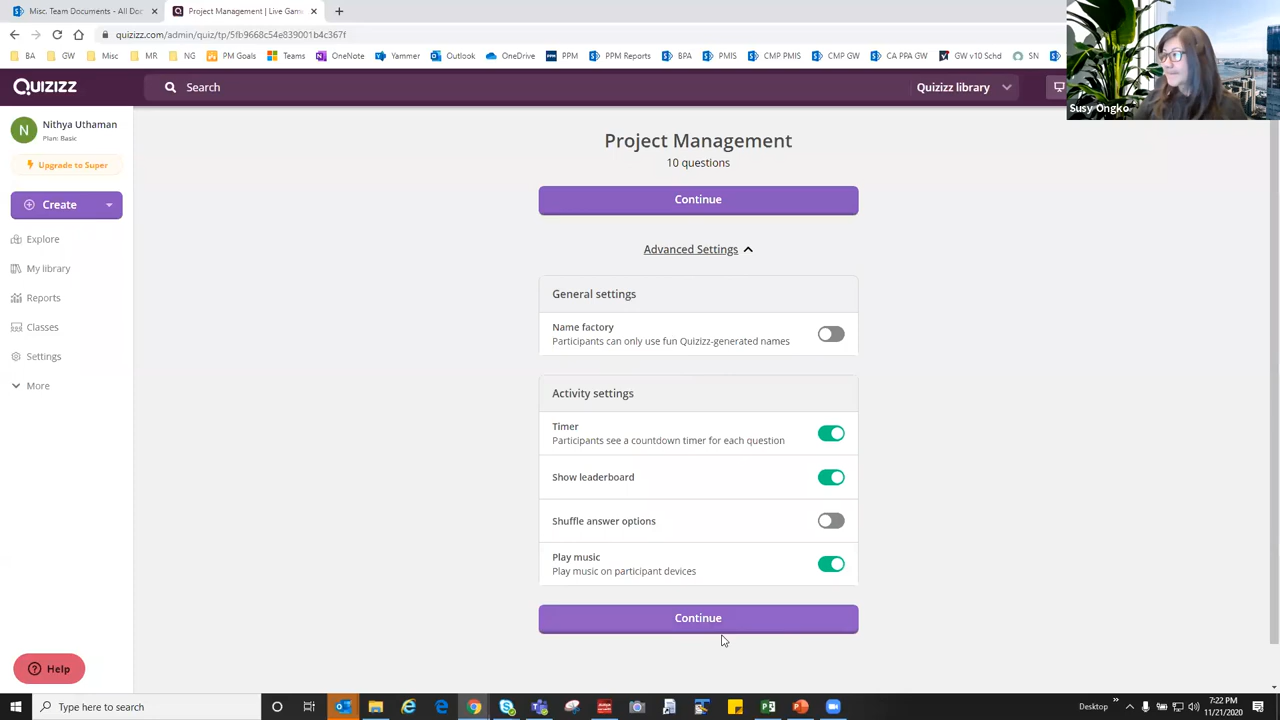 Misc. Team Documents - All Doc
Project Management | Live Gam
quizizz.com/admin/quiz/tp/5fb9668c54e839001b4c367f
BA
GW
Misc
MR
NG
PM Goals
Teams
OneNote
Yammer
Outlook
OneDrive
PPM
PPM Reports
BPA
PMIS
CMP PMIS
CMP GW
CA PPA GW
GW v10 Schd
SN
Susy Ongko
QUIZIZZ
Search
Quizizz library
N
Nithya Uthaman
Plan: Basic
Upgrade to Super
Create
Explore
My library
Reports
Classes
Settings
More
Project Management
10 questions
Continue
Advanced Settings
General settings
Name factory
Participants can only use fun Quizizz-generated names
Activity settings
Timer
Participants see a countdown timer for each question
Show leaderboard
Shuffle answer options
Play music
Play music on participant devices
Continue
Help
Type here to search
Desktop
7:22 PM
11/21/2020